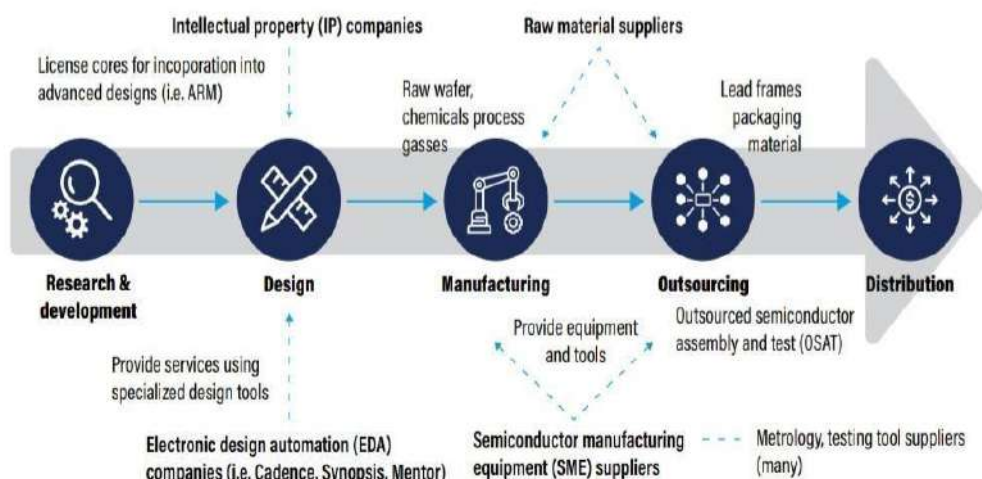 Intellectual property (IP) companies
Raw material suppliers
License cores for incoporation into
advanced designs (i.e. ARM)
Raw wafer,
chemicals process
gasses
Lead frames
packaging
material
$
Research &
development
Design
Manufacturing
Outsourcing
Distribution
Outsourced semiconductor
assembly and test (OSAT)
Provide equipment
and tools
Provide services using
specialized design tools
Electronic design automation (EDA)
companies (i.e. Cadence, Synopsis, Mentor)
Semiconductor manufacturing
equipment (SME) suppliers
Metrology, testing tool suppliers
(many)